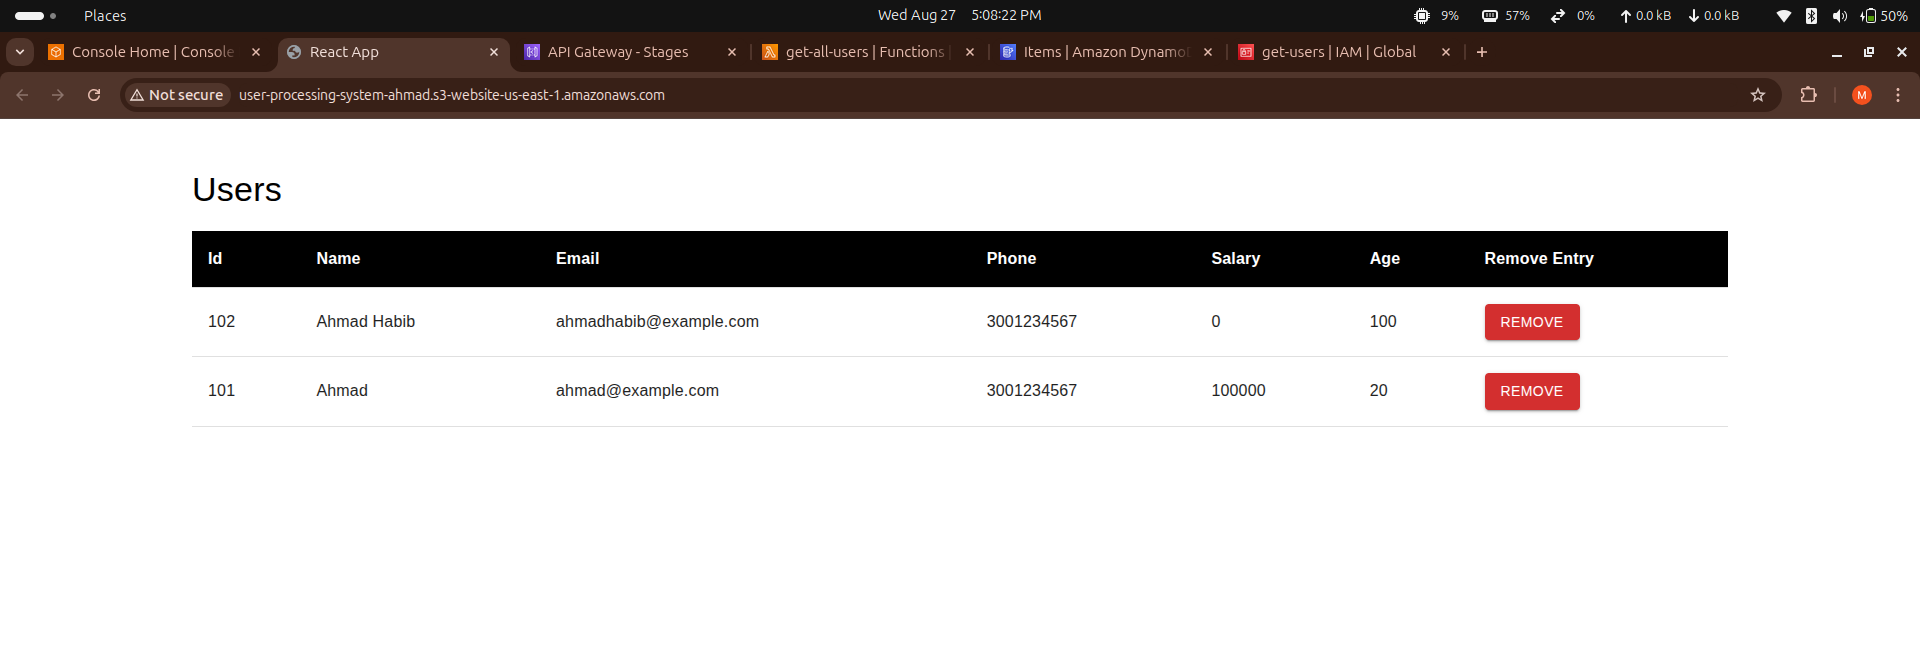 Places Wed Aug 27 5:08:22 PM 9% 57% 0% 0.0 kB 0.0 kB 50%
Console Home | Console React App API Gateway - Stages get-all-users | Functions | Items | Amazon Dynamo get-users | IAM | Global
Not secure user-processing-system-ahmad.s3-website-us-east-1.amazonaws.com M
Users
Id Name Email Phone Salary Age Remove Entry
102 Ahmad Habib ahmadhabib@example.com 3001234567 0 100 REMOVE
101 Ahmad ahmad@example.com 3001234567 100000 20 REMOVE